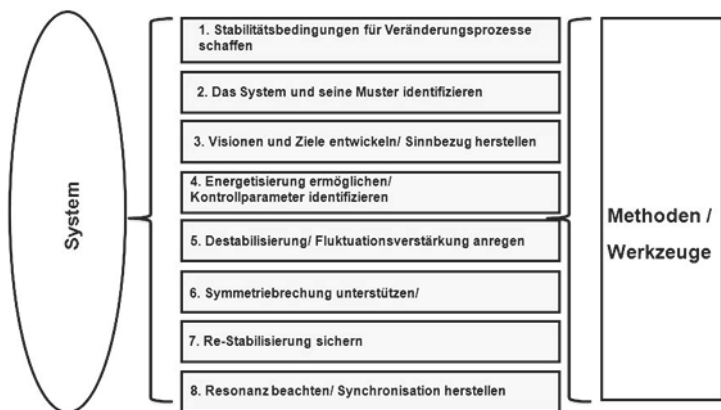 System
1. Stabilitätsbedingungen für Veränderungsprozesse
schaffen
2. Das System und seine Muster identifizieren
3. Visionen und Ziele entwickeln/ Sinnbezug herstellen
4. Energetisierung ermöglichen/
Kontrollparameter identifizieren
5. Destabilisierung/ Fluktuationsverstärkung anregen
6. Symmetriebrechung unterstützen/
7. Re-Stabilisierung sichern
8. Resonanz beachten/ Synchronisation herstellen
Methoden /
Werkzeuge